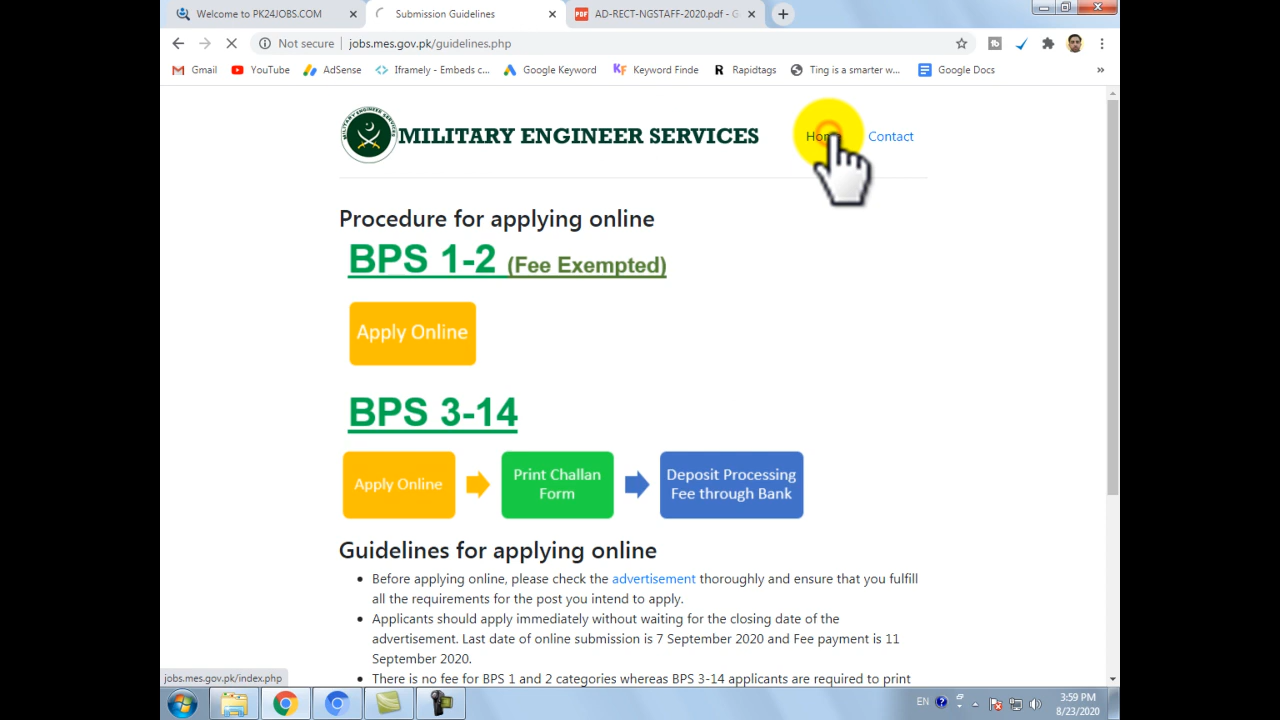 Welcome to PK24JOBS.COM
Submission Guidelines
AD-RECT-NGSTAFF-2020.pdf - G
Not secure | jobs.mes.gov.pk/guidelines.php
Gmail YouTube AdSense Iframely - Embeds c... Google Keyword Keyword Finde Rapidtags Ting is a smarter w... Google Docs »
MILITARY ENGINEER SERVICES
Contact
Procedure for applying online
BPS 1-2 (Fee Exempted)
Apply Online
BPS 3-14
Apply Online
Print Challan
Form
Deposit Processing
Fee through Bank
Guidelines for applying online
• Before applying online, please check the advertisement thoroughly and ensure that you fulfill
all the requirements for the post you intend to apply.
• Applicants should apply immediately without waiting for the closing date of the
advertisement. Last date of online submission is 7 September 2020 and Fee payment is 11
September 2020.
• There is no fee for BPS 1 and 2 categories whereas BPS 3-14 applicants are required to print
jobs.mes.gov.pk/index.php
EN
3:59 PM
8/23/2020